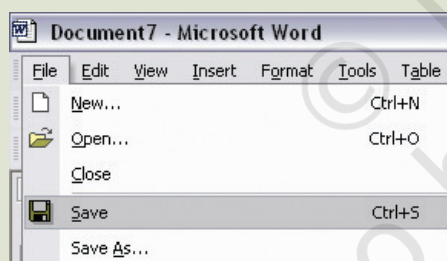 Document7 - Microsoft Word
File Edit View Insert Format Tools Table
New... Ctrl+N
Open... Ctrl+O
Close
Save Ctrl+S
Save As...